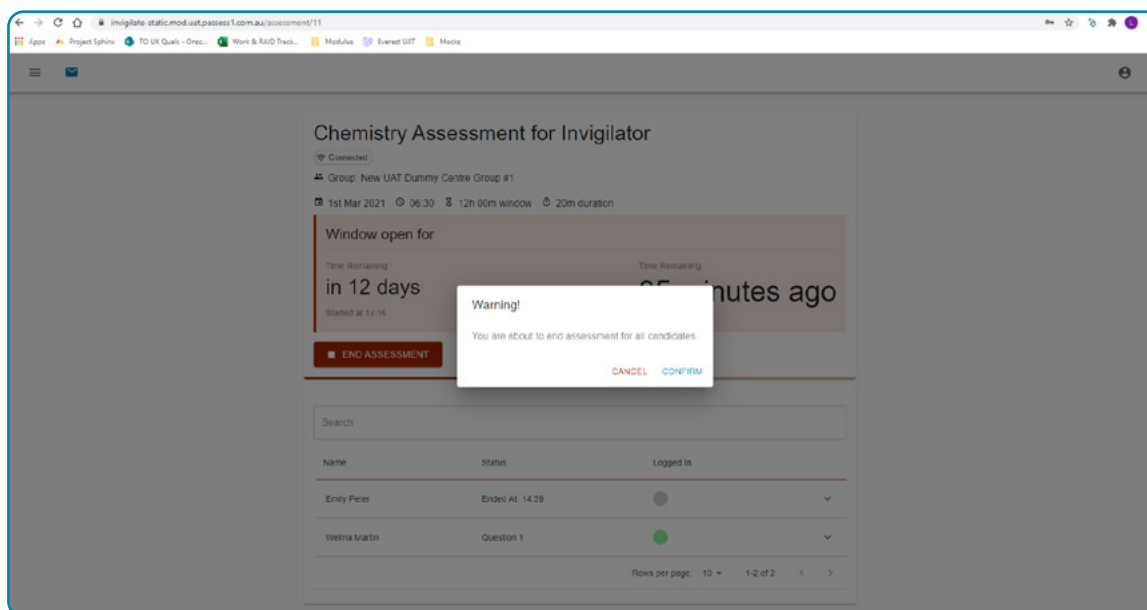 invigilate-static.mod.uat.passess1.com.au/assessment/11
Apps Project Sphinx TO UK Quals - Onec... Work & RAID Track... Modulus Everest UAT Mocks
Chemistry Assessment for Invigilator
Connected
Group: New UAT Dummy Centre Group #1
1st Mar 2021 06:30 12h 00m window 20m duration
Window open for
Time Remaining Time Remaining
in 12 days minutes ago
Started at 14:16
Warning!
You are about to end assessment for all candidates.
CANCEL CONFIRM
END ASSESSMENT
Search
Name Status Logged In
Emily Peter Ended At: 14:39
Welma Martin Question 1
Rows per page: 10 1-2 of 2